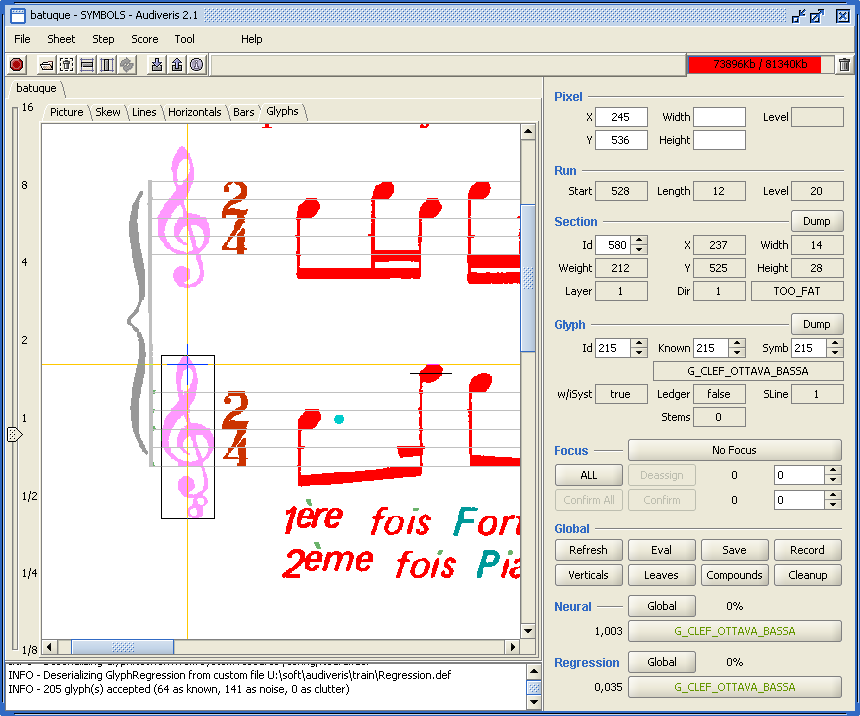 batuque - SYMBOLS - Audiveris 2.1
File Sheet Step Score Tool Help
73896Kb / 81340Kb
batuque
Picture Skew Lines Horizontals Bars Glyphs
16
8
4
2
1
1/2
1/4
1/8
2
4
2
4
1ère fois Fort
2ème fois Pia
INFO - Deserializing GlyphRegression from custom file U:\soft\audiveris\train\Regression.def
INFO - 205 glyph(s) accepted (64 as known, 141 as noise, 0 as clutter)
Pixel
X 245 Width Level
Y 536 Height
Run
Start 528 Length 12 Level 20
Section Dump
Id 580 X 237 Width 14
Weight 212 Y 525 Height 28
Layer 1 Dir 1 TOO_FAT
Glyph Dump
Id 215 Known 215 Symb 215
G_CLEF_OTTAVA_BASSA
w/iSyst true Ledger false SLine 1
Stems 0
Focus No Focus
ALL Deassign 0 0
Confirm All Confirm 0 0
Global
Refresh Eval Save Record
Verticals Leaves Compounds Cleanup
Neural Global 0%
1,003 G_CLEF_OTTAVA_BASSA
Regression Global 0%
0,035 G_CLEF_OTTAVA_BASSA